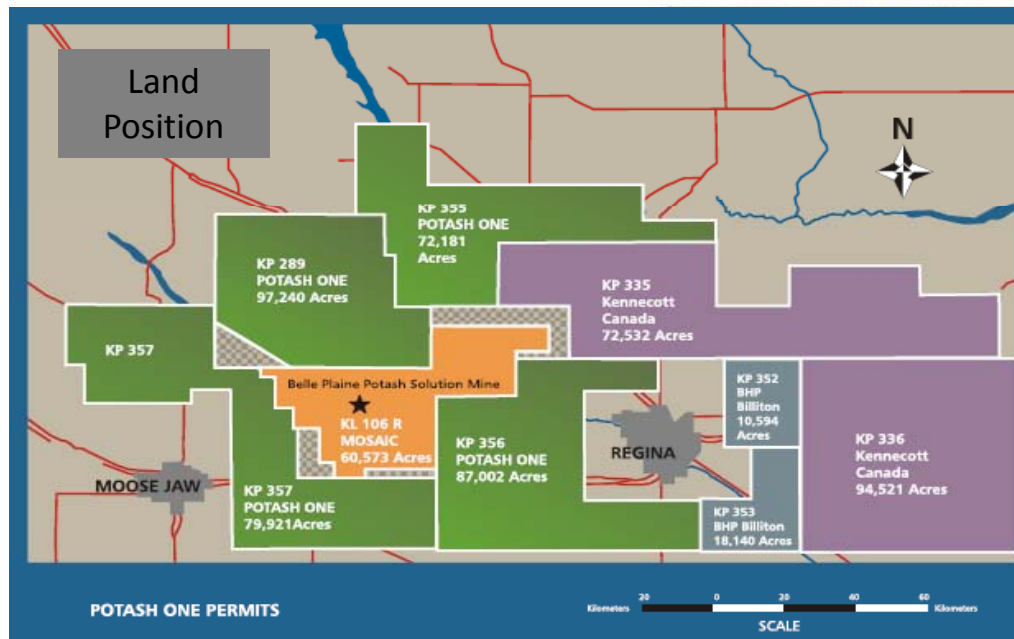 Land
Position
N
KP 355
POTASH ONE
72,181
Acres
KP 289
POTASH ONE
97,240 Acres
KP 335
Kennecott
Canada
72,532 Acres
KP 357
Belle Plaine Potash Solution Mine
KL 106 R
MOSAIC
60,573 Acres
KP 352
BHP
Billiton
10,594
Acres
KP 356
POTASH ONE
87,002 Acres
REGINA
KP 336
Kennecott
Canada
94,521 Acres
MOOSE JAW
KP 357
POTASH ONE
79,921Acres
KP 353
BHP Billiton
18,140 Acres
POTASH ONE PERMITS
20 0 20 40 60
Kilometers Kilometers
SCALE